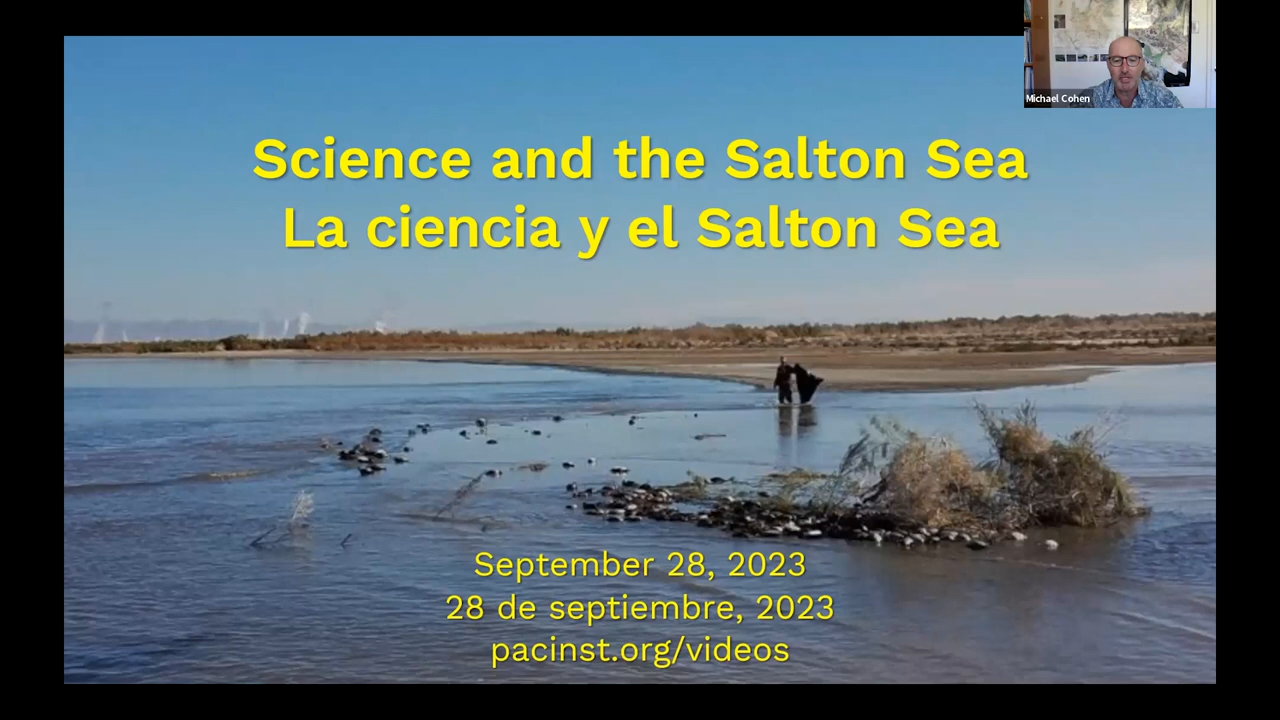 Michael Cohen
Science and the Salton Sea
La ciencia y el Salton Sea
September 28, 2023
28 de septiembre, 2023
pacinst.org/videos